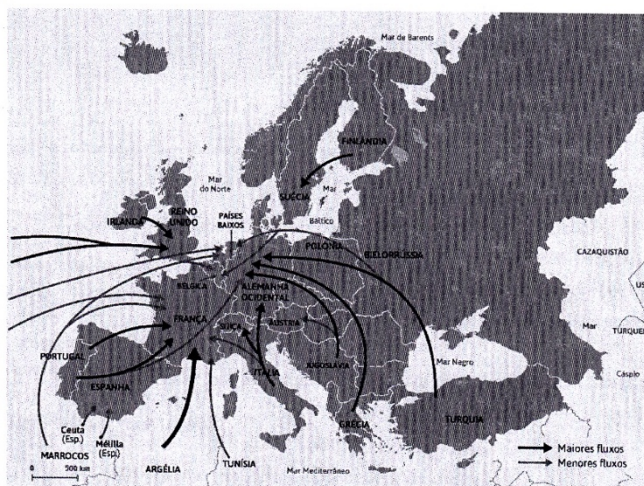 Mar de Barents
FINLÂNDIA
SUÉCIA
Mar
Báltico
Mar
do Norte
IRLANDA
REINO
UNIDO
PAÍSES
BAIXOS
POLÔNIA
BIELORRÚSSIA
BÉLGICA
ALEMANHA
OCIDENTAL
CAZAQUISTÃO
FRANÇA
SUÍÇA
ÁUSTRIA
Mar
Cáspio
PORTUGAL
ESPANHA
ITÁLIA
IUGOSLÁVIA
Mar Negro
GRÉCIA
TURQUIA
Ceuta
(Esp.)
Melilla
(Esp.)
MARROCOS
ARGÉLIA
TUNÍSIA
Mar Mediterrâneo
0 500 km
Maiores fluxos
Menores fluxos